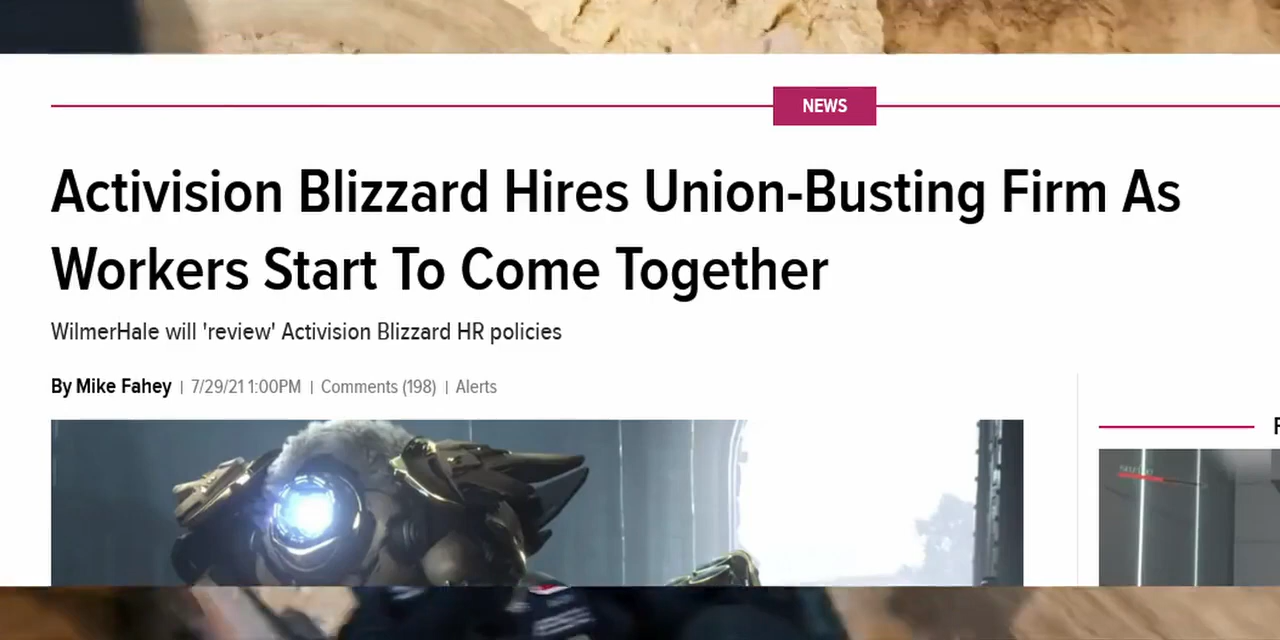 NEWS
Activision Blizzard Hires Union-Busting Firm As
Workers Start To Come Together
WilmerHale will 'review' Activision Blizzard HR policies
By Mike Fahey | 7/29/21 1:00PM | Comments (198) | Alerts